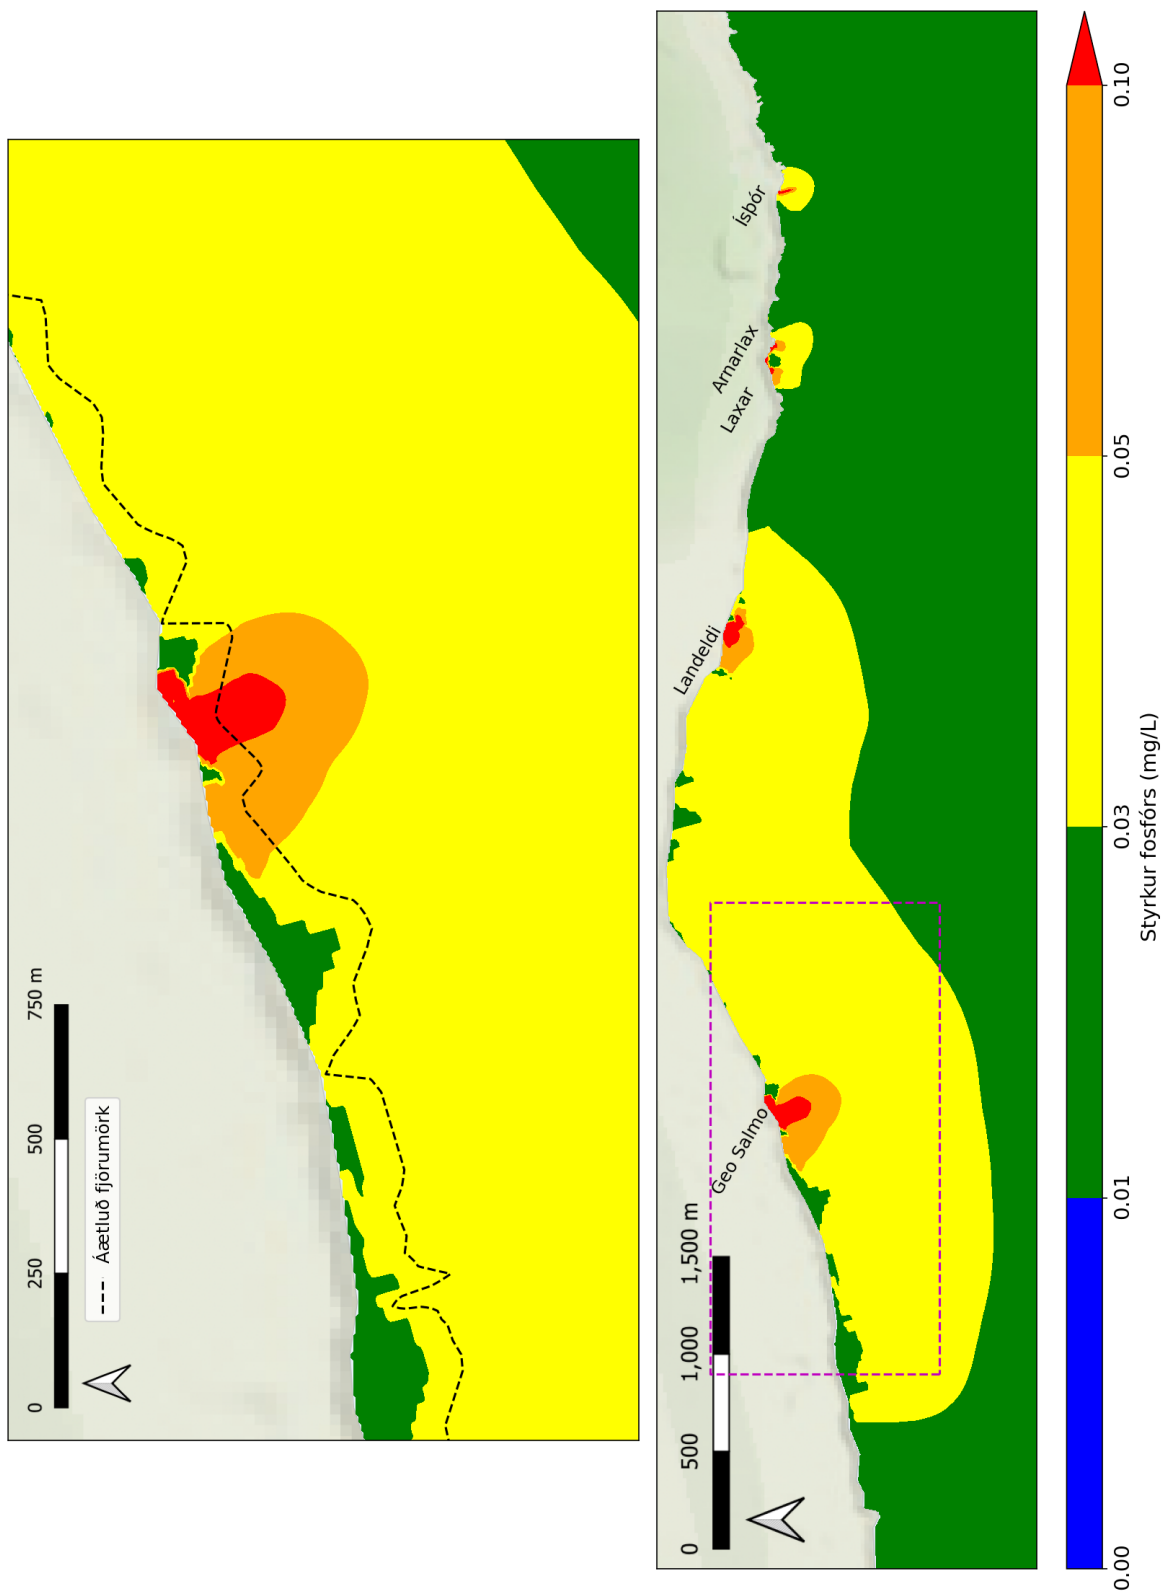 0 250 500 750 m
Áætluð fjörumörk
0 500 1,000 1,500 m
Geo Salmo
Landeldi
Laxar
Arnarlax
Ísþór
0.00 0.01 0.03 0.05 0.10
Styrkur fosfórs (mg/L)